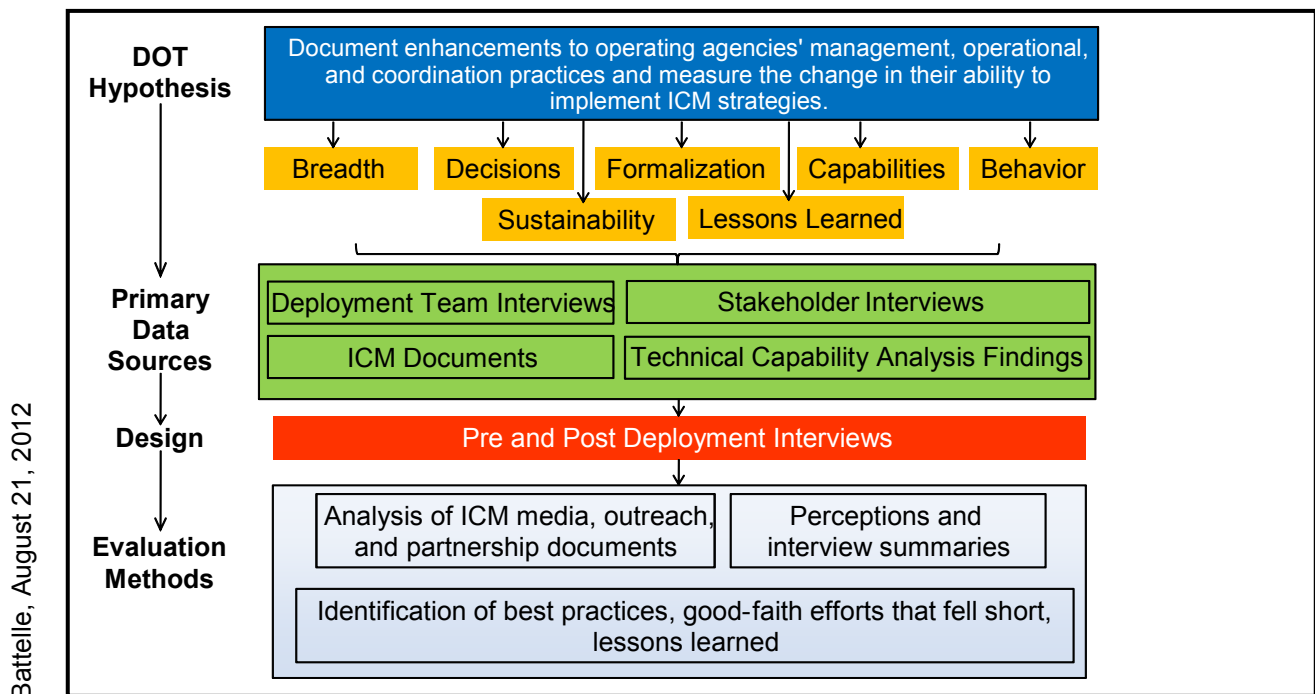 DOT
Hypothesis
Document enhancements to operating agencies' management, operational,
and coordination practices and measure the change in their ability to
implement ICM strategies.
Breadth
Decisions
Formalization
Capabilities
Behavior
Sustainability
Lessons Learned
Primary
Data
Sources
Deployment Team Interviews
Stakeholder Interviews
ICM Documents
Technical Capability Analysis Findings
Design
Pre and Post Deployment Interviews
Evaluation
Methods
Analysis of ICM media, outreach,
and partnership documents
Perceptions and
interview summaries
Identification of best practices, good-faith efforts that fell short,
lessons learned
Battelle, August 21, 2012